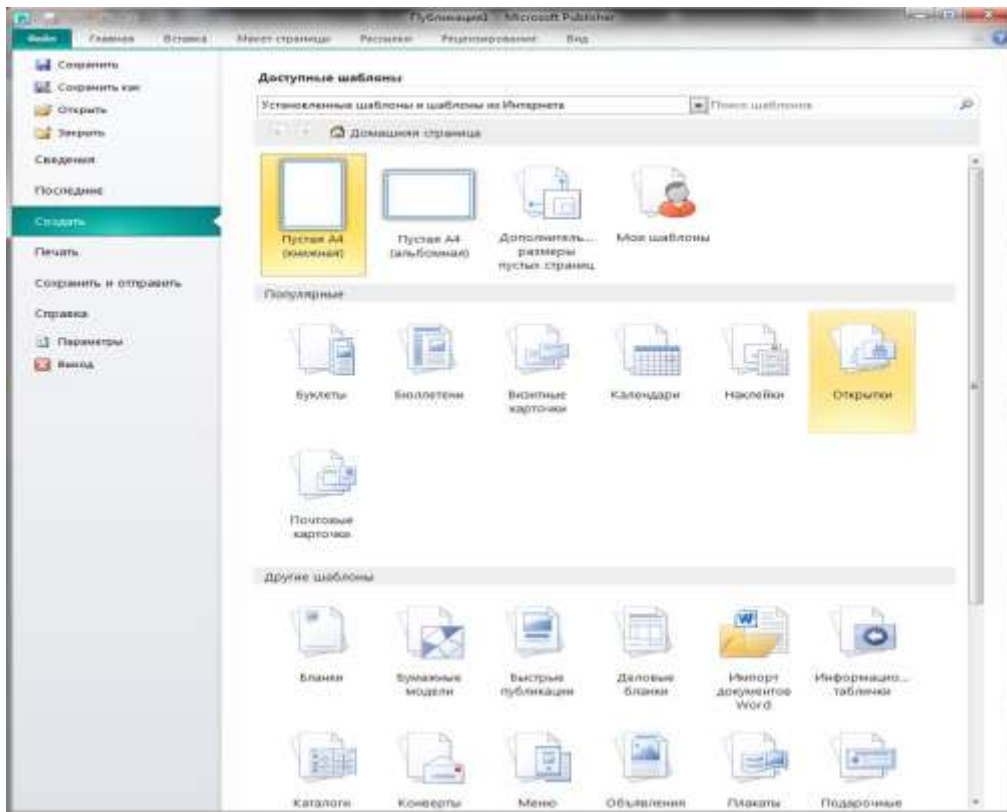 Публикация1 - Microsoft Publisher
Файл Главная Вставка Макет страницы Рассылки Рецензирование Вид
Сохранить
Сохранить как
Открыть
Закрыть
Сведения
Последние
Создать
Печать
Сохранить и отправить
Справка
Параметры
Выход
Доступные шаблоны
Установленные шаблоны и шаблоны из Интернета
Поиск шаблонов
Домашняя страница
Пустая A4
(книжная)
Пустая A4
(альбомная)
Дополнитель...
размеры
пустых страниц
Мои шаблоны
Популярные
Буклеты
Бюллетени
Визитные
карточки
Календари
Наклейки
Открытки
Почтовые
карточки
Другие шаблоны
Бланки
Бумажные
модели
Быстрые
публикации
Деловые
бланки
Импорт
документов
Word
Информацио...
таблички
Каталоги
Конверты
Меню
Объявления
Плакаты
Подарочные